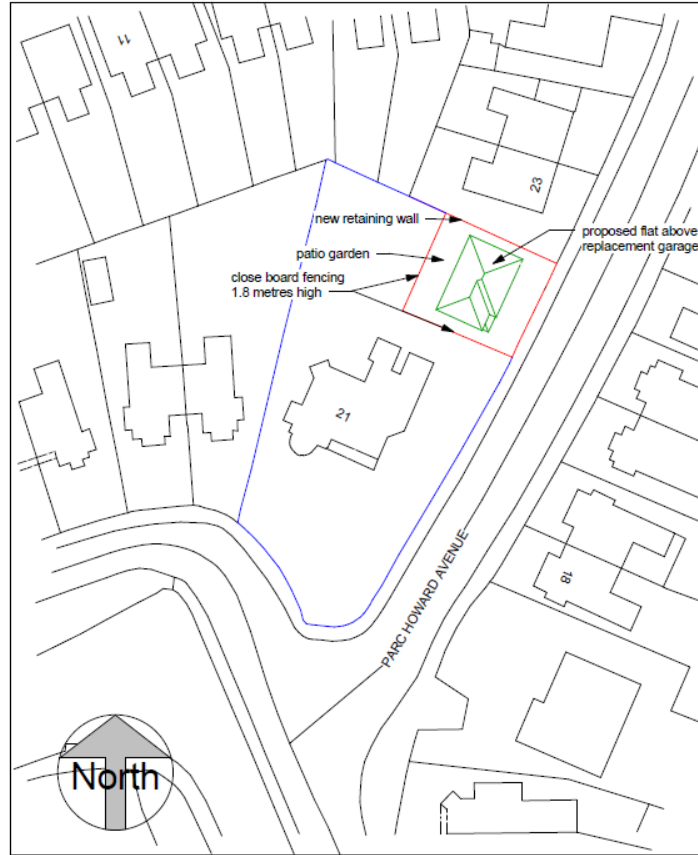 11
23
new retaining wall
proposed flat above
replacement garage
patio garden
close board fencing
1.8 metres high
21
PARC HOWARD AVENUE
18
North